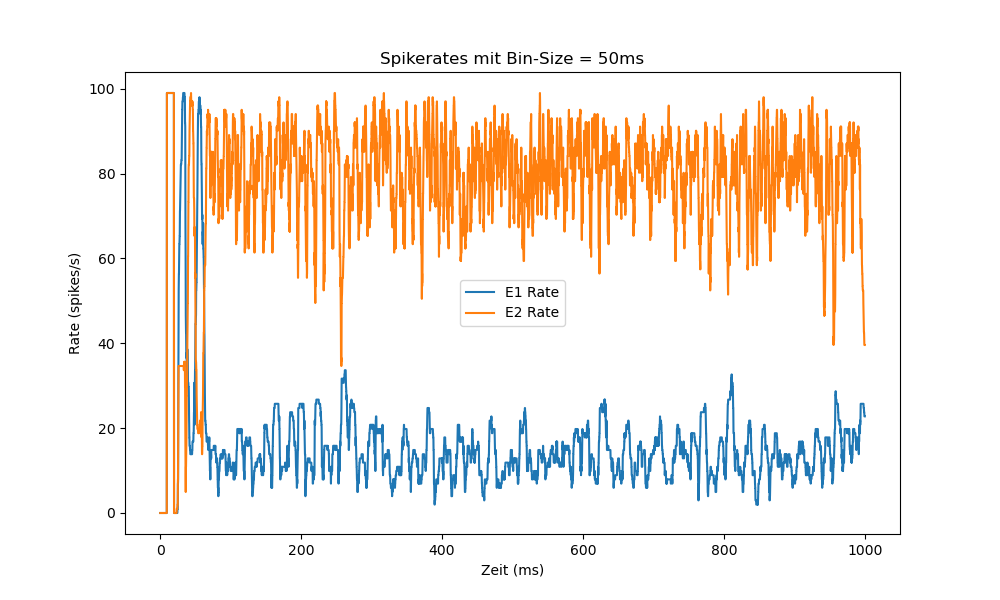 Spikerates mit Bin-Size = 50ms
Rate (spikes/s)
100
80
60
40
20
0
E1 Rate
E2 Rate
0 200 400 600 800 1000
Zeit (ms)